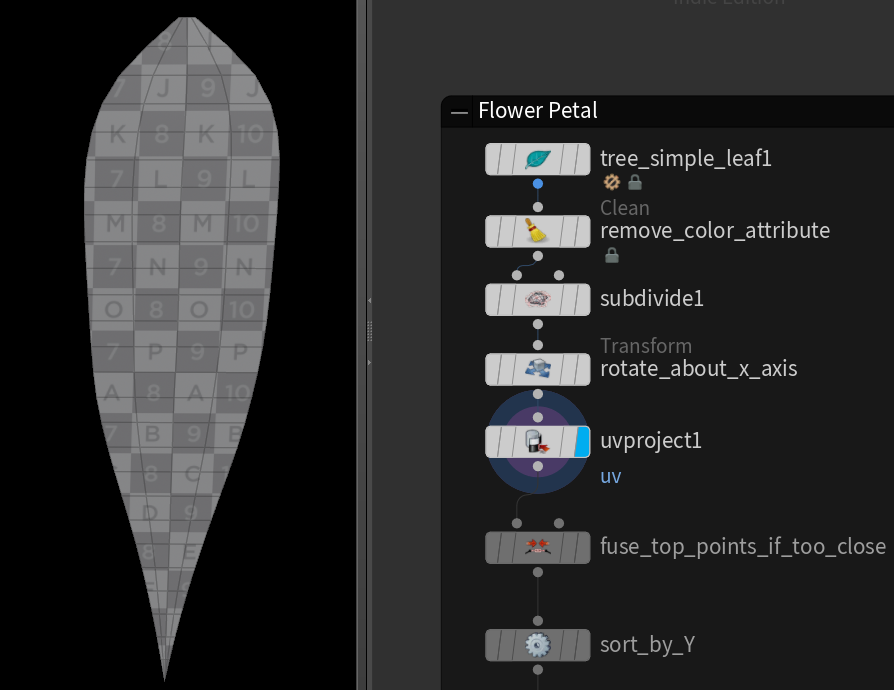 Indie Edition
Flower Petal
tree_simple_leaf1
Clean
remove_color_attribute
subdivide1
Transform
rotate_about_x_axis
uvproject1
uv
fuse_top_points_if_too_close
sort_by_Y
8
7 J 9 J
K 8 K 10
7 L 9 L
M 8 M 10
7 N 9 N
O 8 O 10
7 P 9 P
A 8 A 10
7 B 9 B
8 C
D 9
8 E